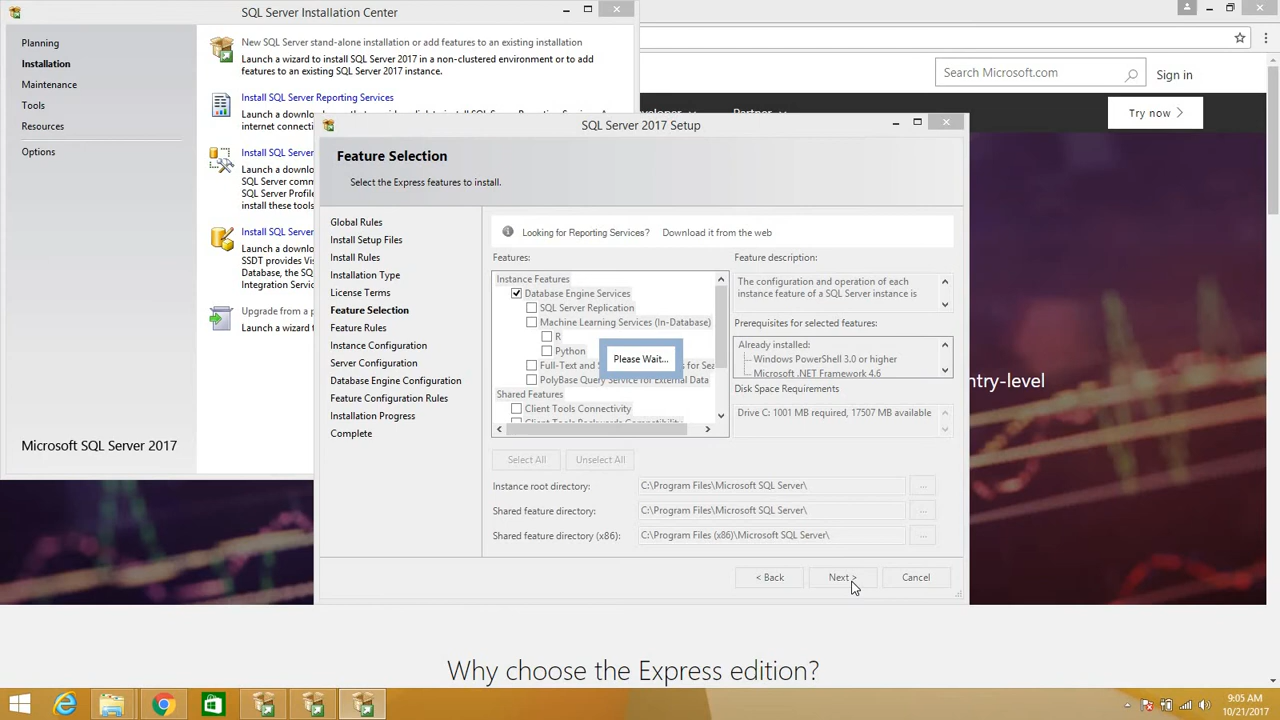 SQL Server Installation Center
Planning
Installation
Maintenance
Tools
Resources
Options
Microsoft SQL Server 2017
New SQL Server stand-alone installation or add features to an existing installation
Launch a wizard to install SQL Server 2017 in a non-clustered environment or to add
features to an existing SQL Server 2017 instance.
Install SQL Server Reporting Services
Launch a
internet connecti
Install SQL Server
Launch a downlo
SQL Server comm
SQL Server Profile
install these tools
Install SQL Server
Launch a downlo
SSDT provides Vis
Database, the SQ
Integration Servic
Upgrade from a p
Launch a wizard t
Search Microsoft.com
Sign in
Try now
ntry-level
Why choose the Express edition?
SQL Server 2017 Setup
Feature Selection
Select the Express features to install.
Global Rules
Install Setup Files
Install Rules
Installation Type
License Terms
Feature Selection
Feature Rules
Instance Configuration
Server Configuration
Database Engine Configuration
Feature Configuration Rules
Installation Progress
Complete
Looking for Reporting Services? Download it from the web
Features:
Instance Features
Database Engine Services
SQL Server Replication
Machine Learning Services (In-Database)
R
Python
Full-Text and S s for Sea
PolyBase Query Service for External Data
Shared Features
Client Tools Connectivity
Client Tools Backwards Compatibility
Please Wait...
Feature description:
The configuration and operation of each
instance feature of a SQL Server instance is
Prerequisites for selected features:
Already installed:
Windows PowerShell 3.0 or higher
Microsoft .NET Framework 4.6
Disk Space Requirements
Drive C: 1001 MB required, 17507 MB available
Select All
Unselect All
Instance root directory: C:\Program Files\Microsoft SQL Server\ ...
Shared feature directory: C:\Program Files\Microsoft SQL Server\ ...
Shared feature directory (x86): C:\Program Files (x86)\Microsoft SQL Server\ ...
< Back
Next >
Cancel
9:05 AM
10/21/2017